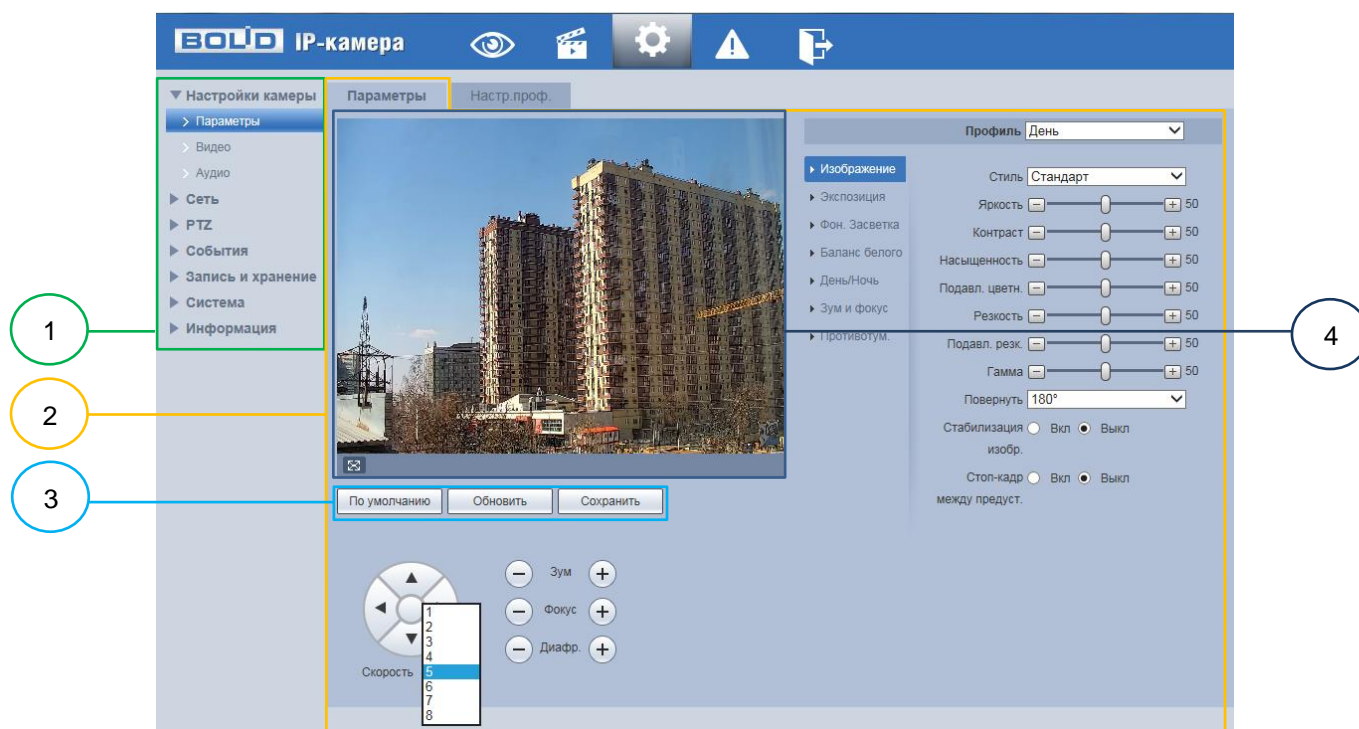 BOLID IP-камера
Настройки камеры
Параметры
Видео
Аудио
Сеть
PTZ
События
Запись и хранение
Система
Информация
Параметры
Настр.проф.
Профиль День
Изображение
Экспозиция
Фон. Засветка
Баланс белого
День/Ночь
Зум и фокус
Противотум.
Стиль Стандарт
Яркость 50
Контраст 50
Насыщенность 50
Подавл. цветн. 50
Резкость 50
Подавл. резк. 50
Гамма 50
Повернуть 180°
Стабилизация Вкл Выкл
изобр.
Стоп-кадр Вкл Выкл
между предуст.
По умолчанию Обновить Сохранить
Зум
Фокус
Диафр.
Скорость
1
2
3
4
5
6
7
8
1
2
3
4